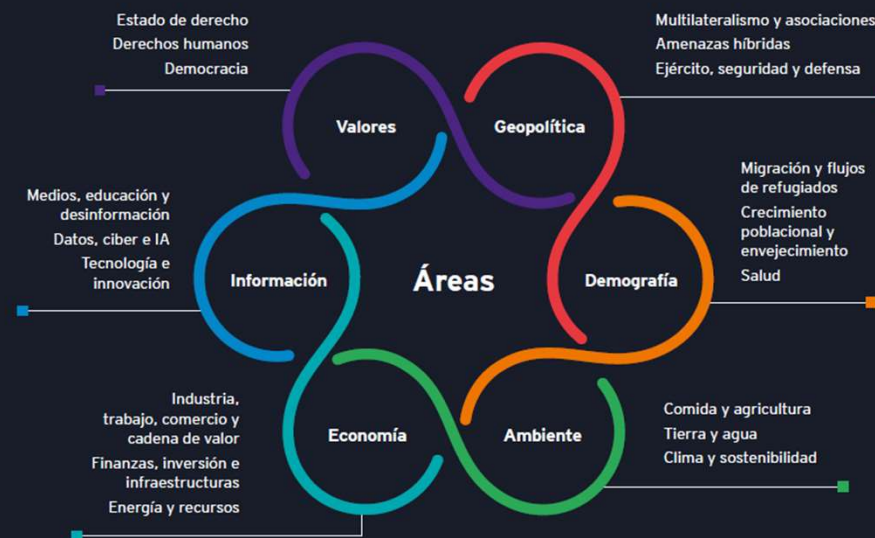 Estado de derecho
Derechos humanos
Democracia
Valores
Multilateralismo y asociaciones
Amenazas híbridas
Ejército, seguridad y defensa
Geopolítica
Medios, educación y
desinformación
Datos, ciber e IA
Tecnología e
innovación
Información
Áreas
Demografía
Migración y flujos
de refugiados
Crecimiento
poblacional y
envejecimiento
Salud
Industria,
trabajo, comercio y
cadena de valor
Finanzas, inversión e
infraestructuras
Energía y recursos
Economía
Ambiente
Comida y agricultura
Tierra y agua
Clima y sostenibilidad